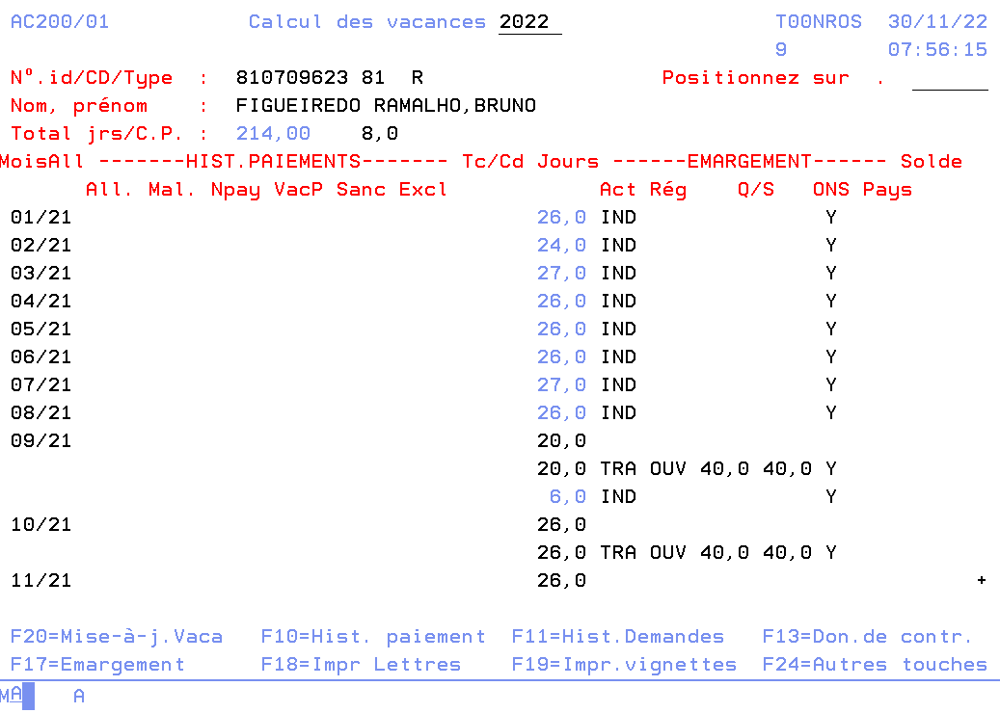 AC200/01 Calcul des vacances 2022 T00NROS 30/11/22
9 07:56:15
Nº.id/CD/Type : 810709623 81 R Positionnez sur . 
Nom, prénom : FIGUEIREDO RAMALHO,BRUNO
Total jrs/C.P. : 214,00 8,0
MoisAll -------HIST.PAIEMENTS------- Tc/Cd Jours ------EMARGEMENT------ Solde
All. Mal. Npay VacP Sanc Excl Act Rég Q/S ONS Pays
01/21 26,0 IND Y
02/21 24,0 IND Y
03/21 27,0 IND Y
04/21 26,0 IND Y
05/21 26,0 IND Y
06/21 26,0 IND Y
07/21 27,0 IND Y
08/21 26,0 IND Y
09/21 20,0
20,0 TRA OUV 40,0 40,0 Y
6,0 IND Y
10/21 26,0
26,0 TRA OUV 40,0 40,0 Y
11/21 26,0 +
F20=Mise-à-j.Vaca F10=Hist. paiement F11=Hist.Demandes F13=Don.de contr.
F17=Emargement F18=Impr Lettres F19=Impr.vignettes F24=Autres touches
MA A